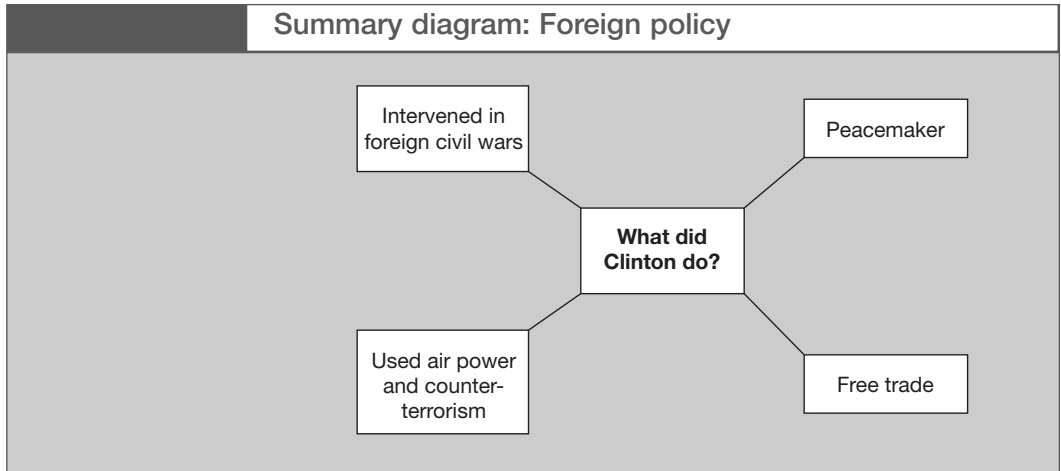 Summary diagram: Foreign policy
Intervened in
foreign civil wars
Peacemaker
What did
Clinton do?
Used air power
and counter-
terrorism
Free trade